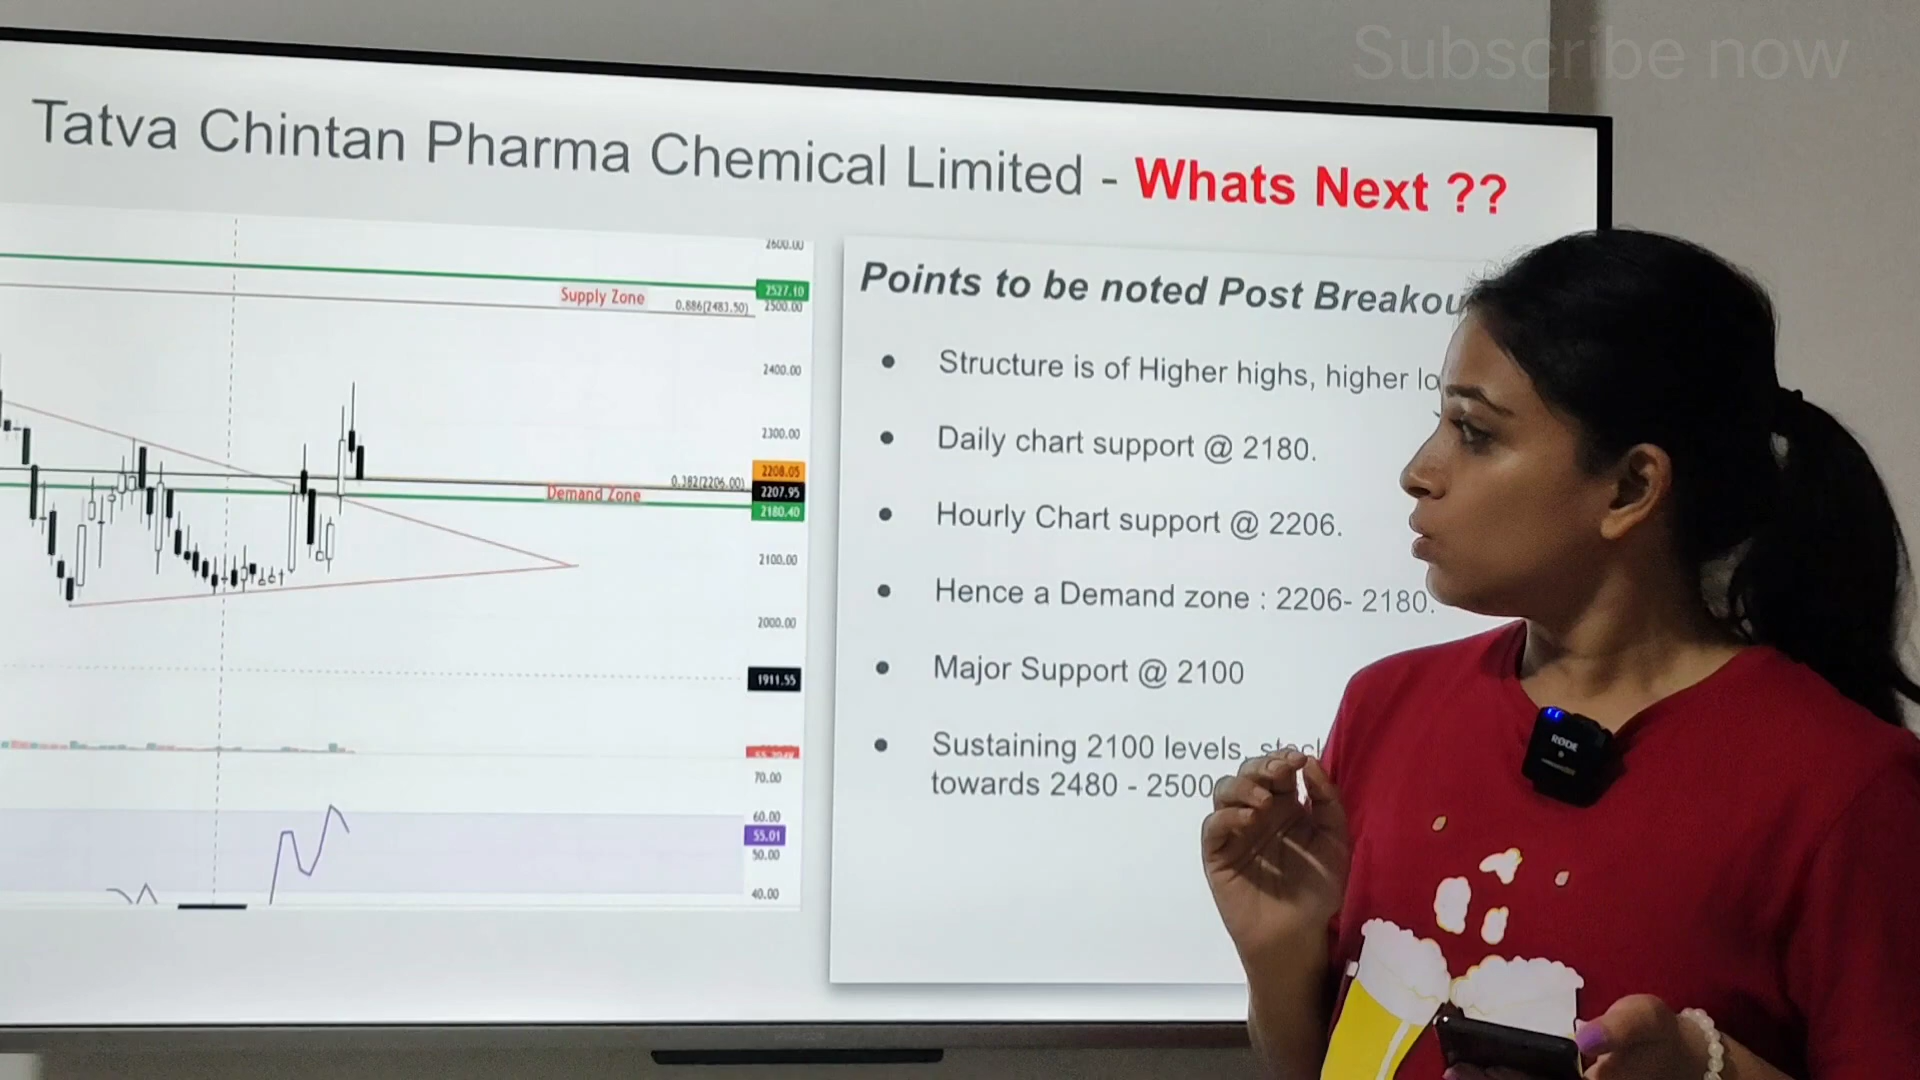 Subscribe now
Tatva Chintan Pharma Chemical Limited - Whats Next ??
2600.00
2527.10
Supply Zone
0.886(2483.50)
2500.00
2400.00
2300.00
2208.05
0.382(2206.00)
2207.95
Demand Zone
2180.40
2100.00
2000.00
1911.55
70.00
60.00
55.01
50.00
40.00
Points to be noted Post Breakou
Structure is of Higher highs, higher lo
Daily chart support @ 2180.
Hourly Chart support @ 2206.
Hence a Demand zone : 2206- 2180.
Major Support @ 2100
Sustaining 2100 levels, stock
towards 2480 - 2500
RØDE